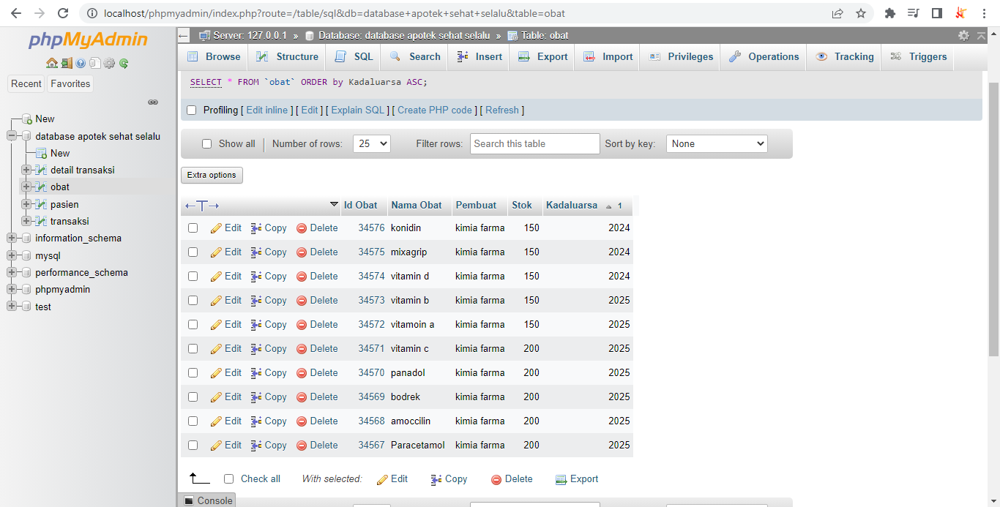 localhost/phpmyadmin/index.php?route=/table/sql&db=database+apotek+sehat+selalu&table=obat
phpMyAdmin
Recent Favorites
New
database apotek sehat selalu
New
detail transaksi
obat
pasien
transaksi
information_schema
mysql
performance_schema
phpmyadmin
test
Server: 127.0.0.1 » Database: database apotek sehat selalu » Table: obat
Browse Structure SQL Search Insert Export Import Privileges Operations Tracking Triggers
SELECT * FROM `obat` ORDER by Kadaluarsa ASC;
Profiling [ Edit inline ] [ Edit ] [ Explain SQL ] [ Create PHP code ] [ Refresh ]
Show all Number of rows: 25 Filter rows: Search this table Sort by key: None
Extra options
Id Obat Nama Obat Pembuat Stok Kadaluarsa 1
Edit Copy Delete 34576 konidin kimia farma 150 2024
Edit Copy Delete 34575 mixagrip kimia farma 150 2024
Edit Copy Delete 34574 vitamin d kimia farma 150 2024
Edit Copy Delete 34573 vitamin b kimia farma 150 2025
Edit Copy Delete 34572 vitamoin a kimia farma 150 2025
Edit Copy Delete 34571 vitamin c kimia farma 200 2025
Edit Copy Delete 34570 panadol kimia farma 200 2025
Edit Copy Delete 34569 bodrek kimia farma 200 2025
Edit Copy Delete 34568 amoccilin kimia farma 200 2025
Edit Copy Delete 34567 Paracetamol kimia farma 200 2025
Check all With selected: Edit Copy Delete Export
Console